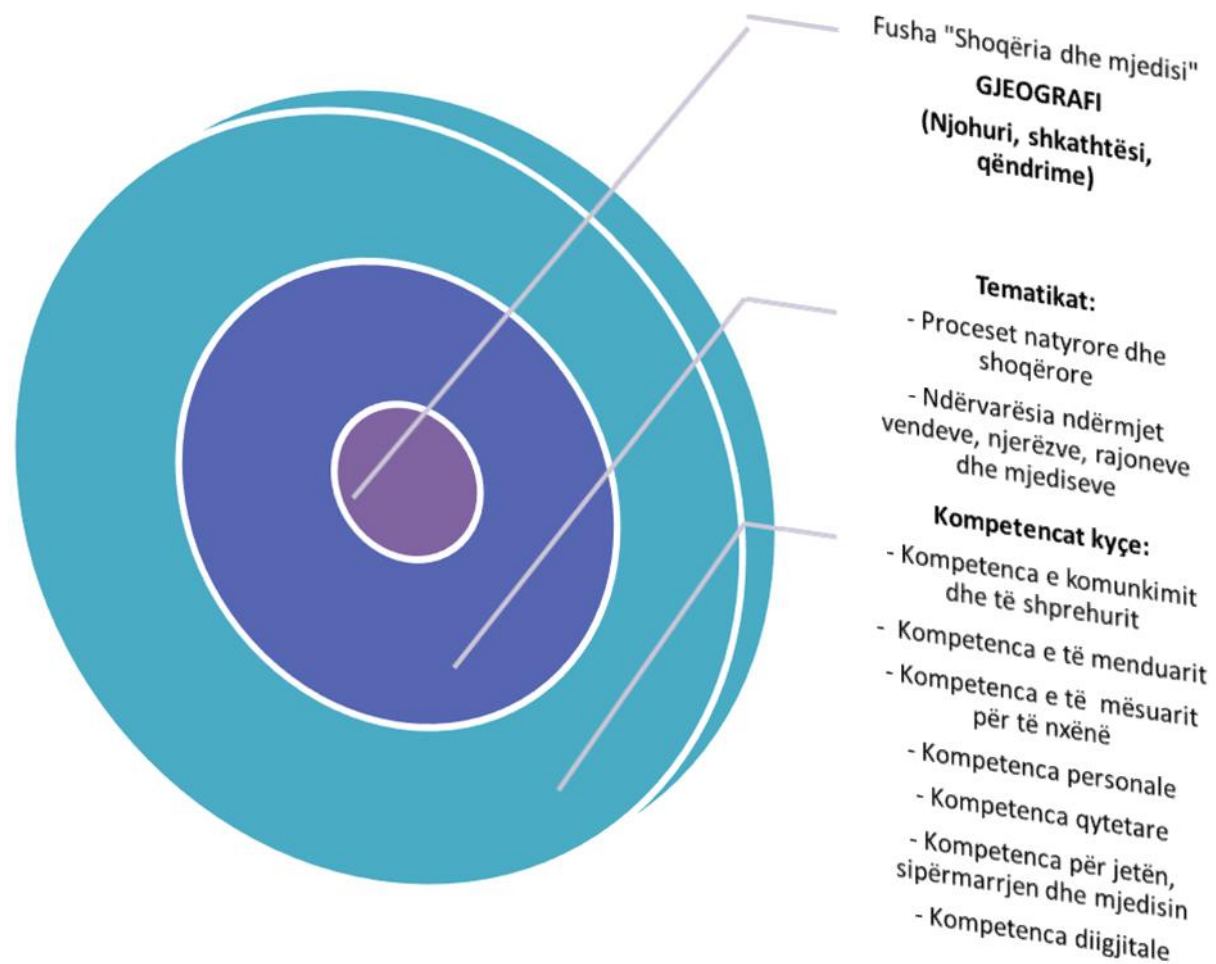 Fusha "Shoqëria dhe mjedisi"
GJEOGRAFI
(Njohuri, shkathtësi,
qëndrime)
Tematikat:
- Proceset natyrore dhe
shoqërore
- Ndërvarësia ndërmjet
vendeve, njerëzve, rajoneve
dhe mjediseve
Kompetencat kyçe:
- Kompetenca e komunkimit
dhe të shprehurit
- Kompetenca e të menduarit
- Kompetenca e të mësuarit
për të nxënë
- Kompetenca personale
- Kompetenca qytetare
- Kompetenca për jetën,
sipërmarrjen dhe mjedisin
- Kompetenca diigjitale